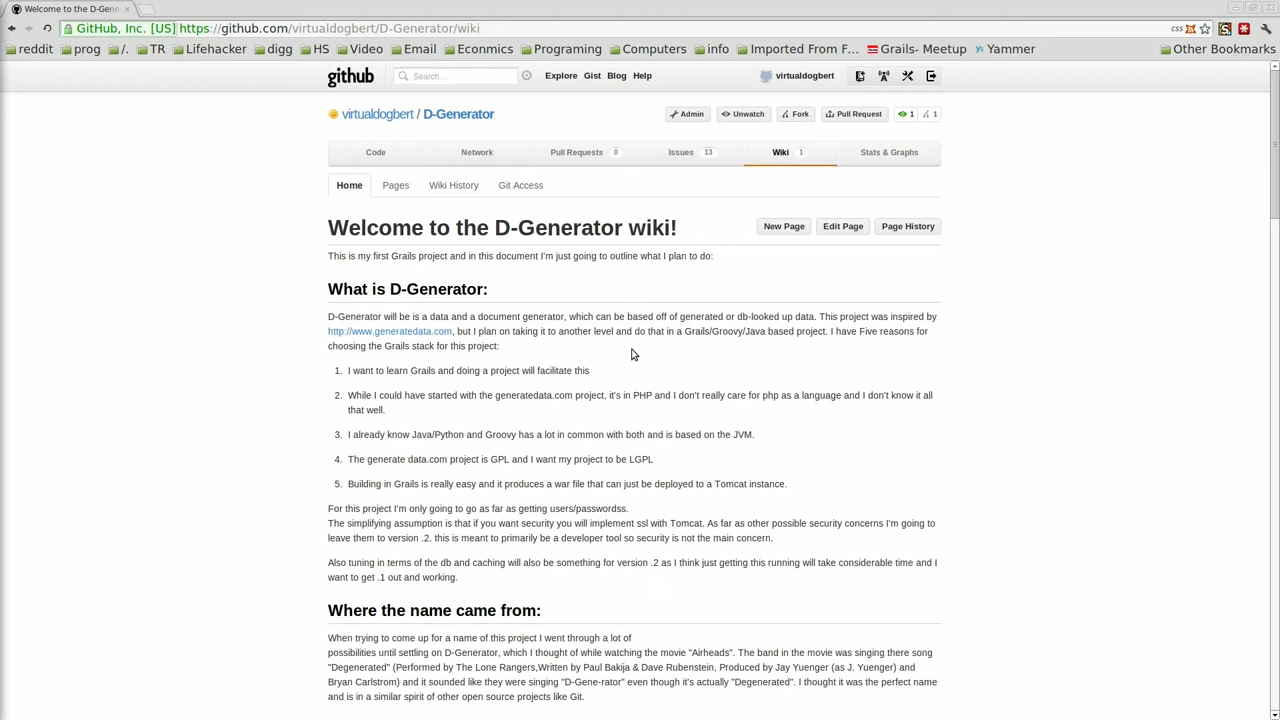 Welcome to the D-Gene
GitHub, Inc. [US] https://github.com/virtualdogbert/D-Generator/wiki
reddit prog /. TR Lifehacker digg HS Video Email Econmics Programing Computers info Imported From F... Grails- Meetup Yammer Other Bookmarks
github Search... Explore Gist Blog Help virtualdogbert
virtualdogbert / D-Generator Admin Unwatch Fork Pull Request 1 1
Code Network Pull Requests 0 Issues 13 Wiki 1 Stats & Graphs
Home Pages Wiki History Git Access
Welcome to the D-Generator wiki! New Page Edit Page Page History
This is my first Grails project and in this document I'm just going to outline what I plan to do:
What is D-Generator:
D-Generator will be is a data and a document generator, which can be based off of generated or db-looked up data. This project was inspired by
http://www.generatedata.com, but I plan on taking it to another level and do that in a Grails/Groovy/Java based project. I have Five reasons for
choosing the Grails stack for this project:
1. I want to learn Grails and doing a project will facilitate this
2. While I could have started with the generatedata.com project, it's in PHP and I don't really care for php as a language and I don't know it all
that well.
3. I already know Java/Python and Groovy has a lot in common with both and is based on the JVM.
4. The generate data.com project is GPL and I want my project to be LGPL
5. Building in Grails is really easy and it produces a war file that can just be deployed to a Tomcat instance.
For this project I'm only going to go as far as getting users/passwordss.
The simplifying assumption is that if you want security you will implement ssl with Tomcat. As far as other possible security concerns I'm going to
leave them to version .2. this is meant to primarily be a developer tool so security is not the main concern.
Also tuning in terms of the db and caching will also be something for version .2 as I think just getting this running will take considerable time and I
want to get .1 out and working.
Where the name came from:
When trying to come up for a name of this project I went through a lot of
possibilities until settling on D-Generator, which I thought of while watching the movie "Airheads". The band in the movie was singing there song
"Degenerated" (Performed by The Lone Rangers,Written by Paul Bakija & Dave Rubenstein, Produced by Jay Yuenger (as J. Yuenger) and
Bryan Carlstrom) and it sounded like they were singing "D-Gene-rator" even though it's actually "Degenerated". I thought it was the perfect name
and is in a similar spirit of other open source projects like Git.